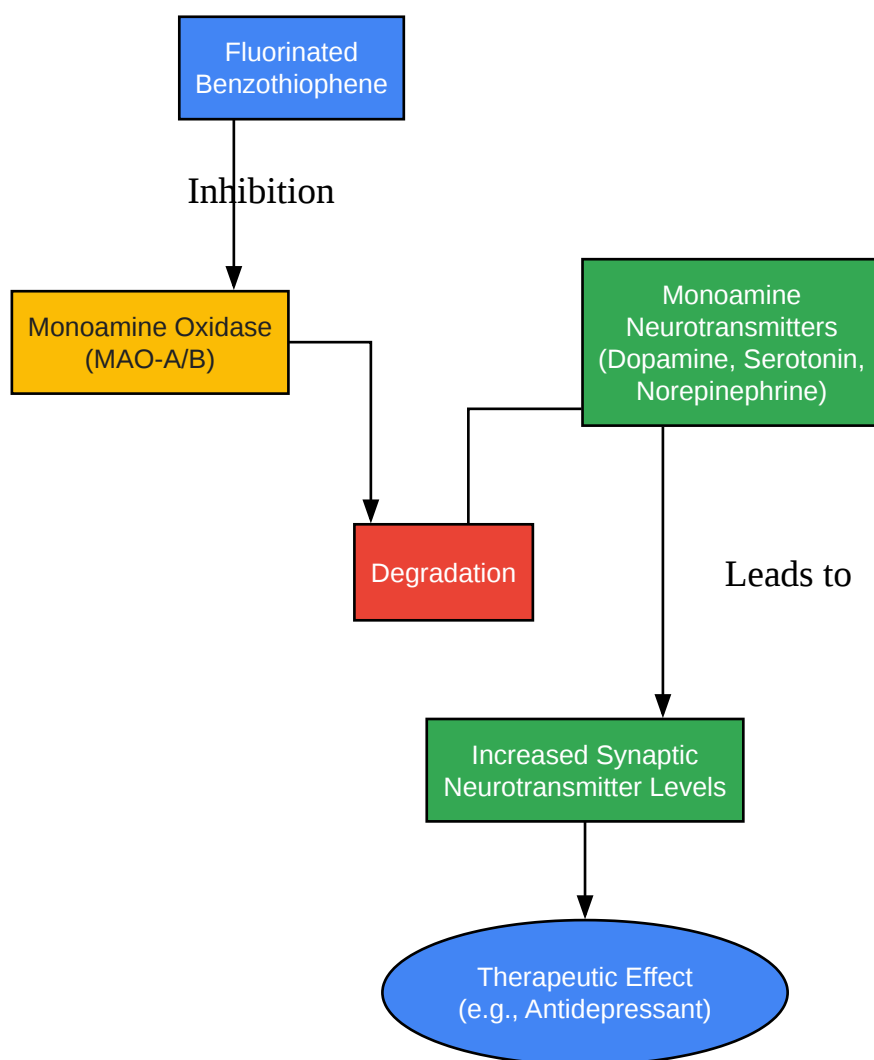 Fluorinated
Benzothiophene
Inhibition
Monoamine Oxidase
(MAO-A/B)
Monoamine
Neurotransmitters
(Dopamine, Serotonin,
Norepinephrine)
Degradation
Leads to
Increased Synaptic
Neurotransmitter Levels
Therapeutic Effect
(e.g., Antidepressant)